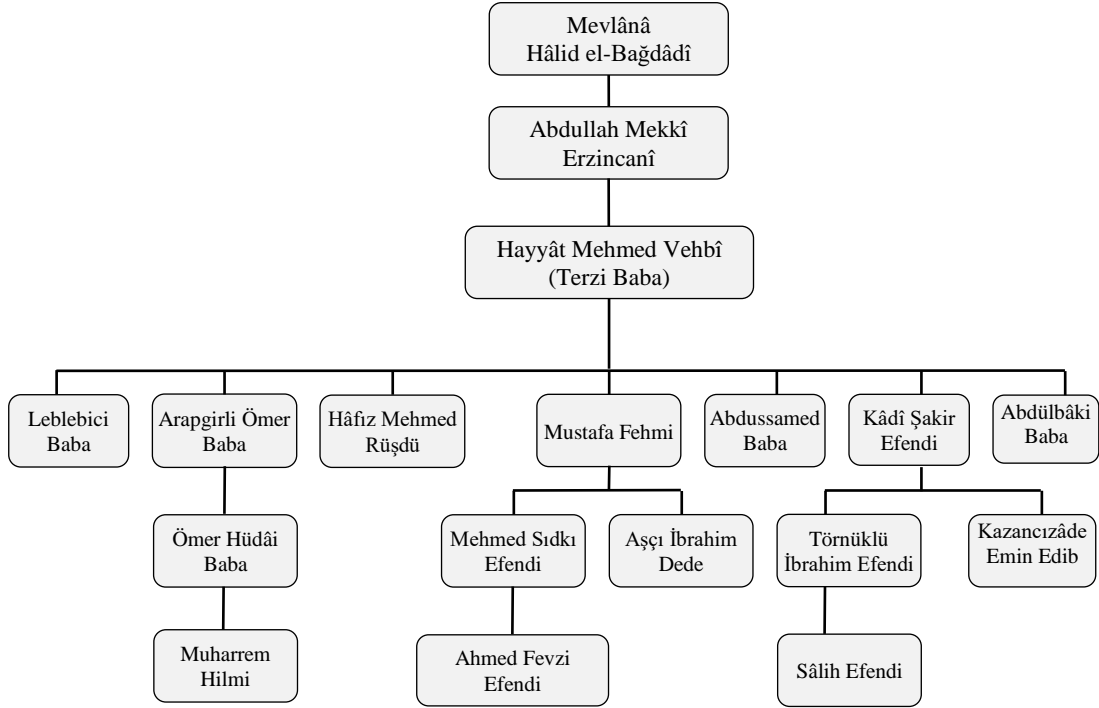 Mevlânâ
Hâlid el-Bağdâdî
Abdullah Mekkî
Erzincanî
Hayyât Mehmed Vehbî
(Terzi Baba)
Leblebici
Baba
Arapgirli Ömer
Baba
Hâfız Mehmed
Rüşdü
Mustafa Fehmi
Abdussamed
Baba
Kâdî Şakir
Efendi
Abdülbâki
Baba
Ömer Hüdâi
Baba
Mehmed Sıdkı
Efendi
Aşçı İbrahim
Dede
Törnüklü
İbrahim Efendi
Kazancızâde
Emin Edib
Muharrem
Hilmi
Ahmed Fevzi
Efendi
Sâlih Efendi